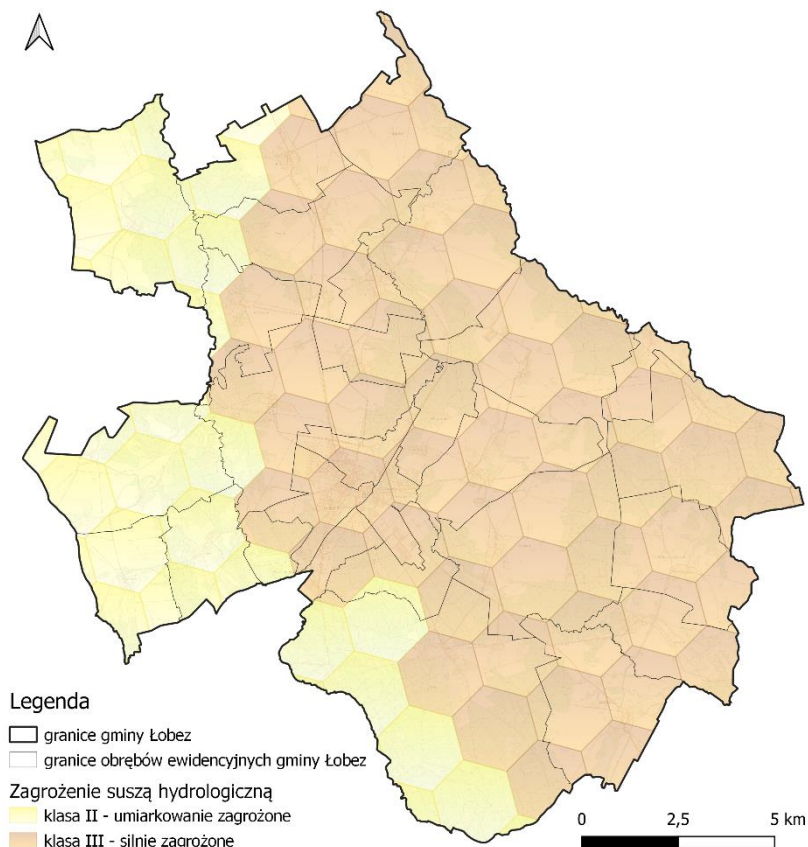 Legenda
granice gminy Łobez
granice obrębów ewidencyjnych gminy Łobez
Zagrożenie suszą hydrologiczną
klasa II - umiarkowanie zagrożone
klasa III - silnie zagrożone
0 2,5 5 km